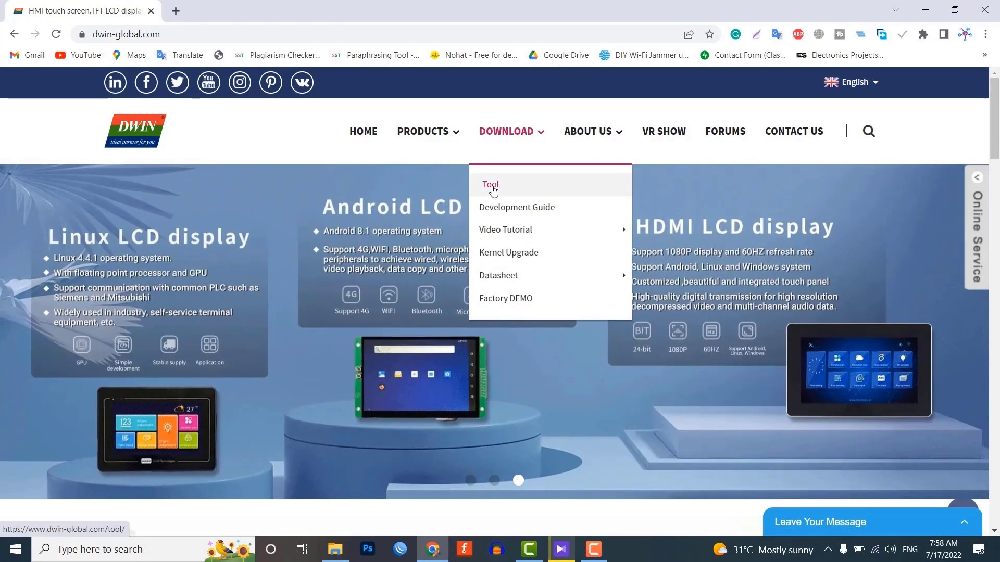 HMI touch screen,TFT LCD displa
dwin-global.com
Gmail
YouTube
Maps
Translate
SST Plagiarism Checker...
SST Paraphrasing Tool -...
Nohat - Free for de...
Google Drive
DIY Wi-Fi Jammer u...
Contact Form (Clas...
ES Electronics Projects...
»
in
You Tube
English
DWIN
ideal partner for you
HOME
PRODUCTS
DOWNLOAD
ABOUT US
VR SHOW
FORUMS
CONTACT US
Tool
Development Guide
Video Tutorial
Kernel Upgrade
Datasheet
Factory DEMO
Linux LCD display
Linux 4.4.1 operating system.
With floating point processor and GPU
Support communication with common PLC such as
Siemens and Mitsubishi
Widely used in industry, self-service terminal
equipment, etc.
GPU
Simple
development
Stable supply
Application
Android LCD
Android 8.1 operating system
Support 4G,WIFI, Bluetooth, microph
peripherals to achieve wired, wireles
video playback, data copy and other
4G
Support 4G
WIFI
Bluetooth
Micr
HDMI LCD display
Support 1080P display and 60HZ refresh rate
Support Android, Linux and Windows system
Customized ,beautiful and integrated touch panel
High-quality digital transmission for high resolution
decompressed video and multi-channel audio data.
BIT
24-bit
1080P
Hz
60HZ
Support Android,
Linux, Windows
Online Service
27
123
Leave Your Message
https://www.dwin-global.com/tool/
Type here to search
Ps
31°C Mostly sunny
ENG
7:58 AM
7/17/2022